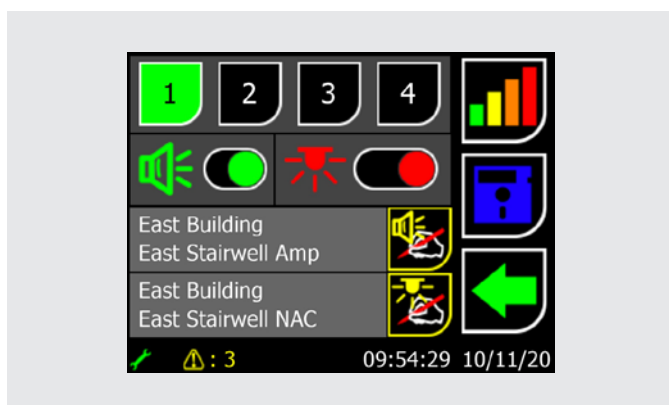 1 2 3 4
East Building
East Stairwell Amp
East Building
East Stairwell NAC
: 3 09:54:29 10/11/20